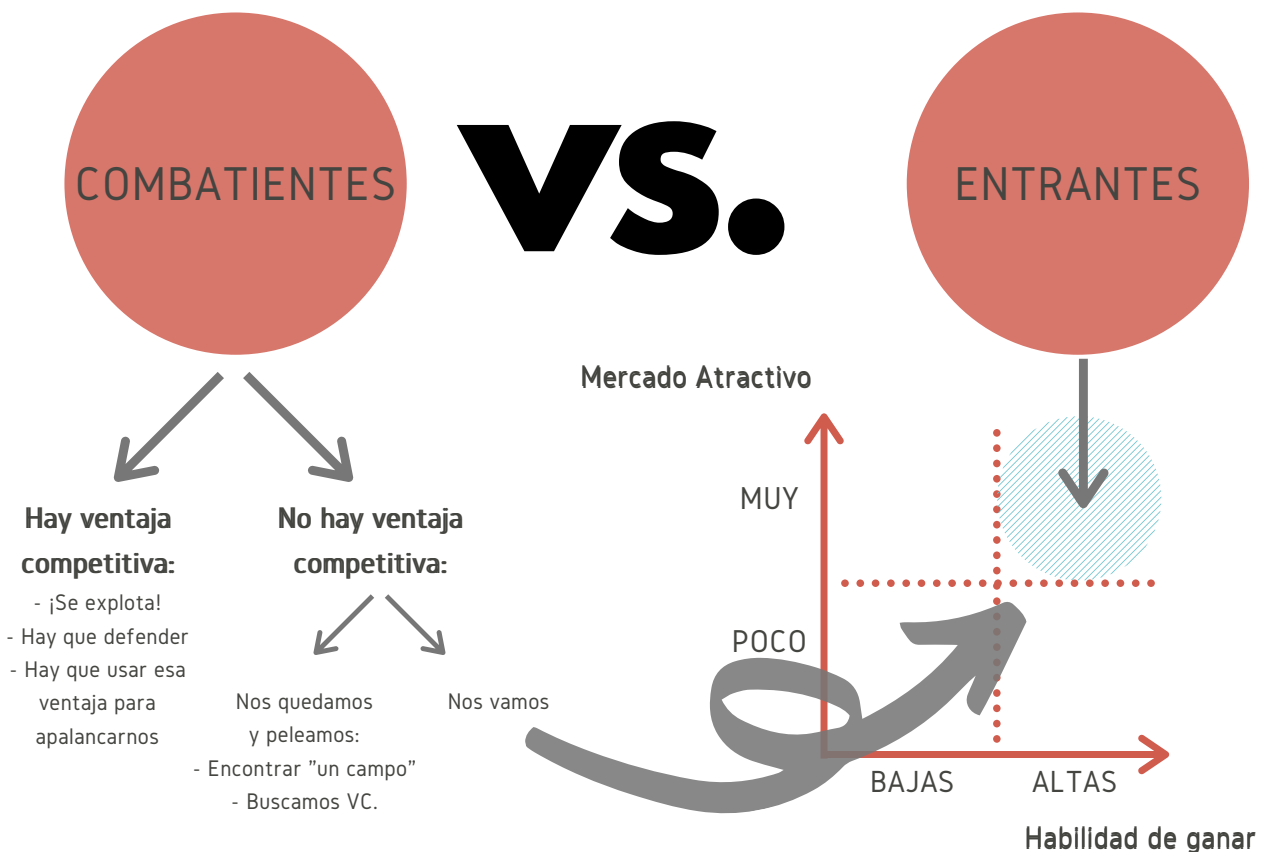 COMBATIENTES
VS.
ENTRANTES
Hay ventaja
competitiva:
- ¡Se explota!
- Hay que defender
- Hay que usar esa
ventaja para
apalancarnos
No hay ventaja
competitiva:
Nos quedamos
y peleamos:
- Encontrar "un campo"
- Buscamos VC.
Nos vamos
Mercado Atractivo
MUY
POCO
BAJAS
ALTAS
Habilidad de ganar